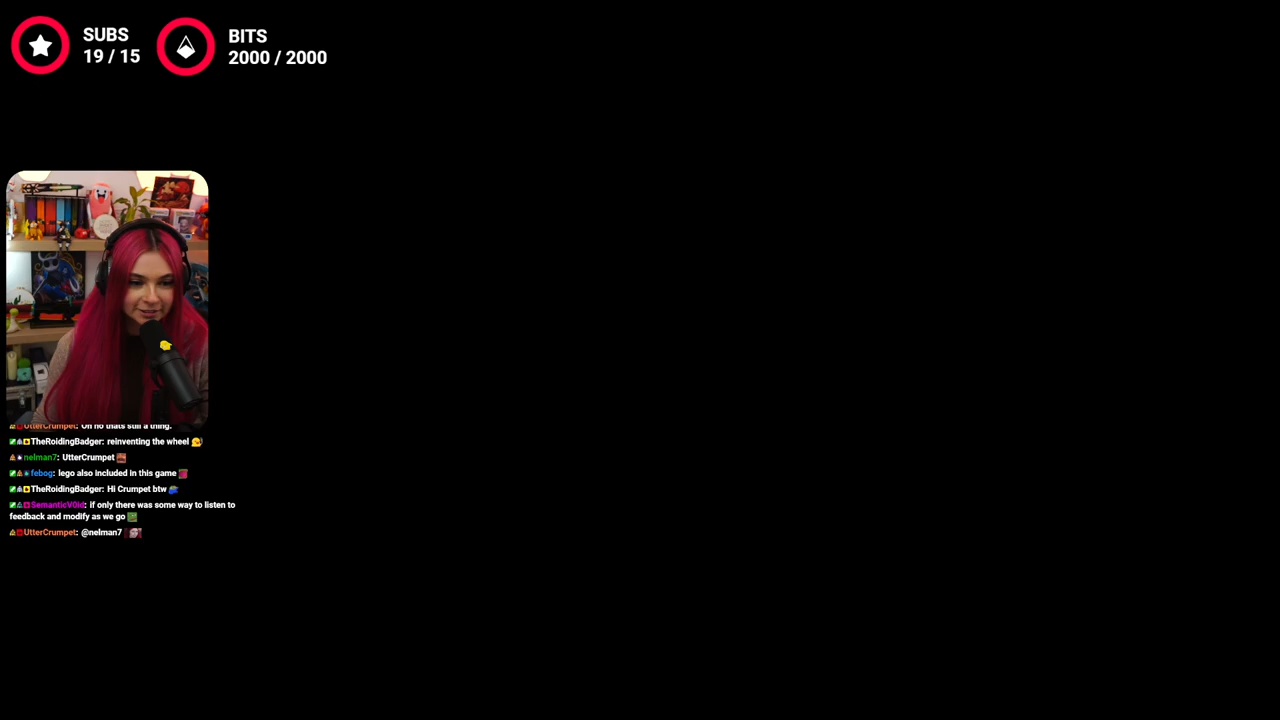 SUBS
19 / 15
BITS
2000 / 2000
UtterCrumpet: Oh no thats still a thing.
TheRoidingBadger: reinventing the wheel
nelman7: UtterCrumpet
febog: lego also included in this game
TheRoidingBadger: Hi Crumpet btw
SemanticV0id: if only there was some way to listen to
feedback and modify as we go
UtterCrumpet: @nelman7